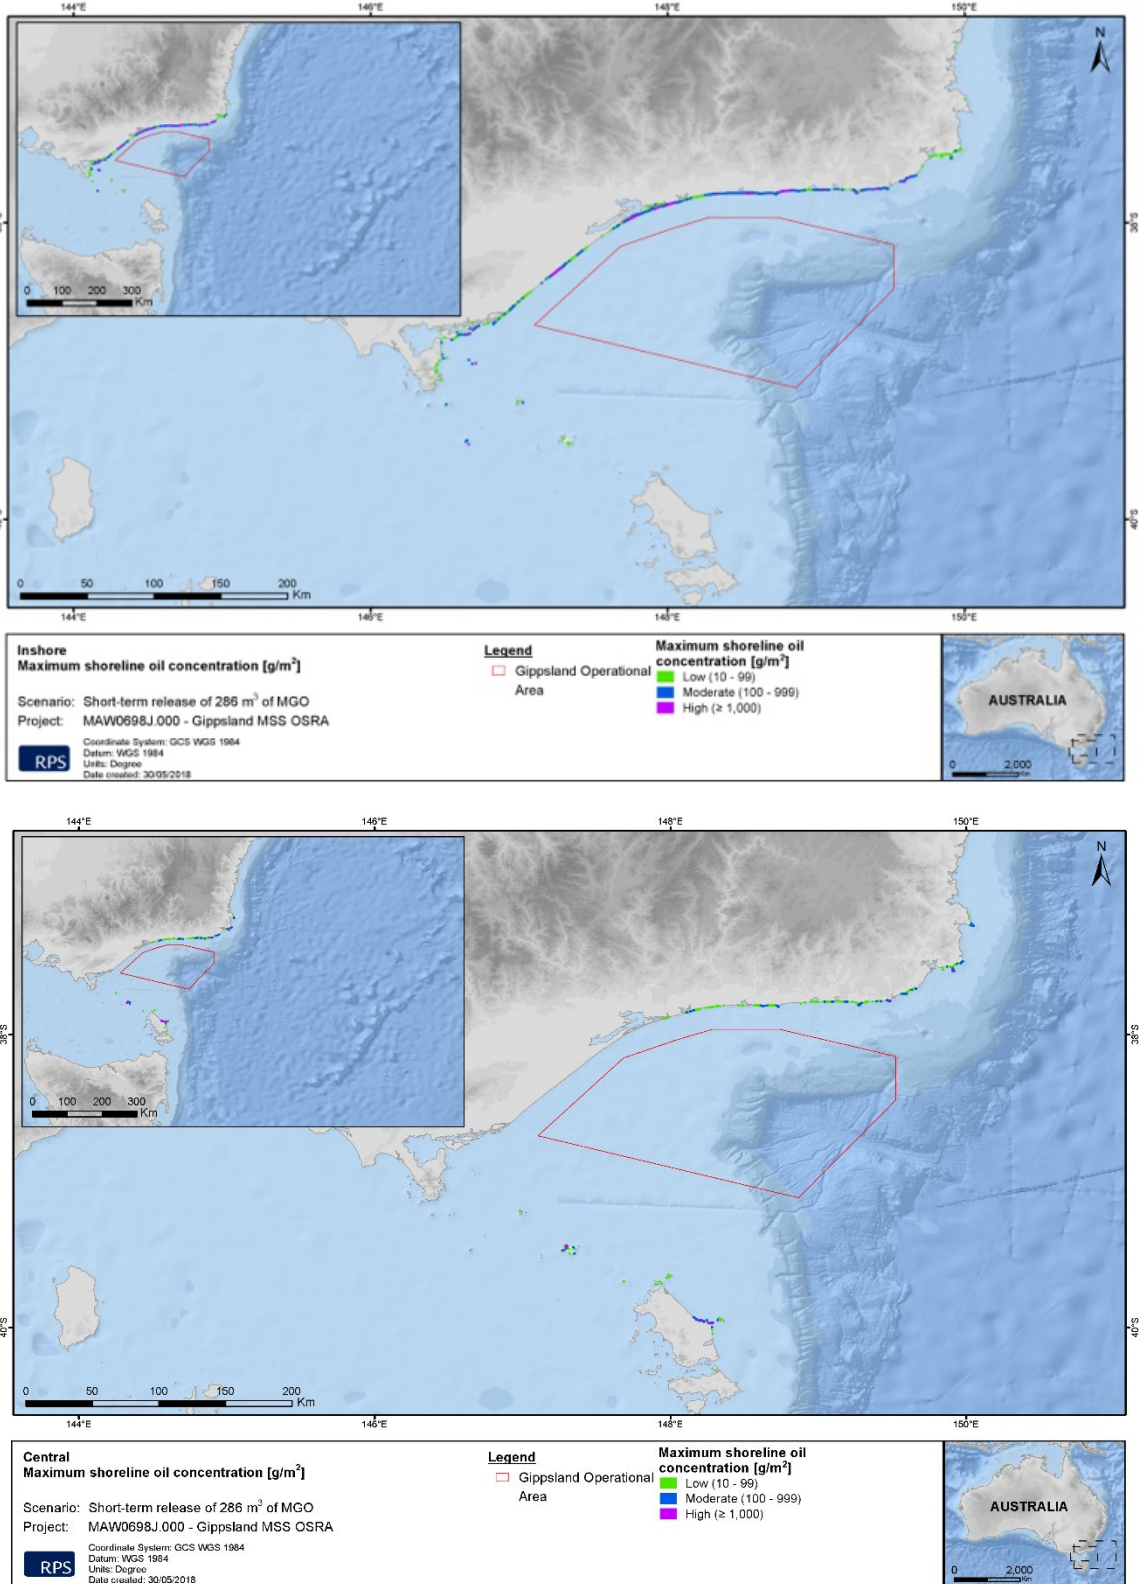 144°E 146°E 148°E 150°E
N
0 100 200 300
Km
38°S
40°S
0 50 100 150 200
Km
144°E 146°E 148°E 150°E
Inshore
Maximum shoreline oil concentration [g/m²]
Scenario: Short-term release of 286 m³ of MGO
Project: MAW0698J.000 - Gippsland MSS OSRA
RPS
Coordinate System: GCS WGS 1984
Datum: WGS 1984
Units: Degree
Date created: 30/05/2018
Legend
Gippsland Operational
Area
Maximum shoreline oil
concentration [g/m²]
Low (10 - 99)
Moderate (100 - 999)
High (≥ 1,000)
AUSTRALIA
0 2,000
Km
144°E 146°E 148°E 150°E
N
0 100 200 300
Km
38°S 38°S
40°S 40°S
0 50 100 150 200
Km
144°E 146°E 148°E 150°E
Central
Maximum shoreline oil concentration [g/m²]
Scenario: Short-term release of 286 m³ of MGO
Project: MAW0698J.000 - Gippsland MSS OSRA
RPS
Coordinate System: GCS WGS 1984
Datum: WGS 1984
Units: Degree
Date created: 30/05/2018
Legend
Gippsland Operational
Area
Maximum shoreline oil
concentration [g/m²]
Low (10 - 99)
Moderate (100 - 999)
High (≥ 1,000)
AUSTRALIA
0 2,000
Km